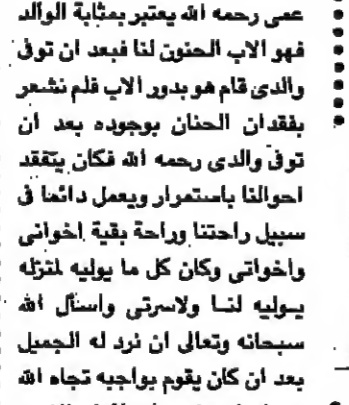 عمى رحمه الله يعتبر بمثابة الوالد
فهو الاب الحنون لنا فبعد ان توفى
والدى قام هو بدور الاب فلم نشعر
بفقدان الحنان بوجوده بعد ان
توفى والدى رحمه الله فكان يتفقد
احوالنا باستمرار ويعمل دائما فى
سبيل راحتنا وراحة بقية اخوانى
واخواتى وكان كل ما يوليه لمنزله
يوليه لنا ولاسرتى واسأل الله
سبحانه وتعالى ان نرد له الجميل
بعد ان كان يقوم بواجبه تجاه الله